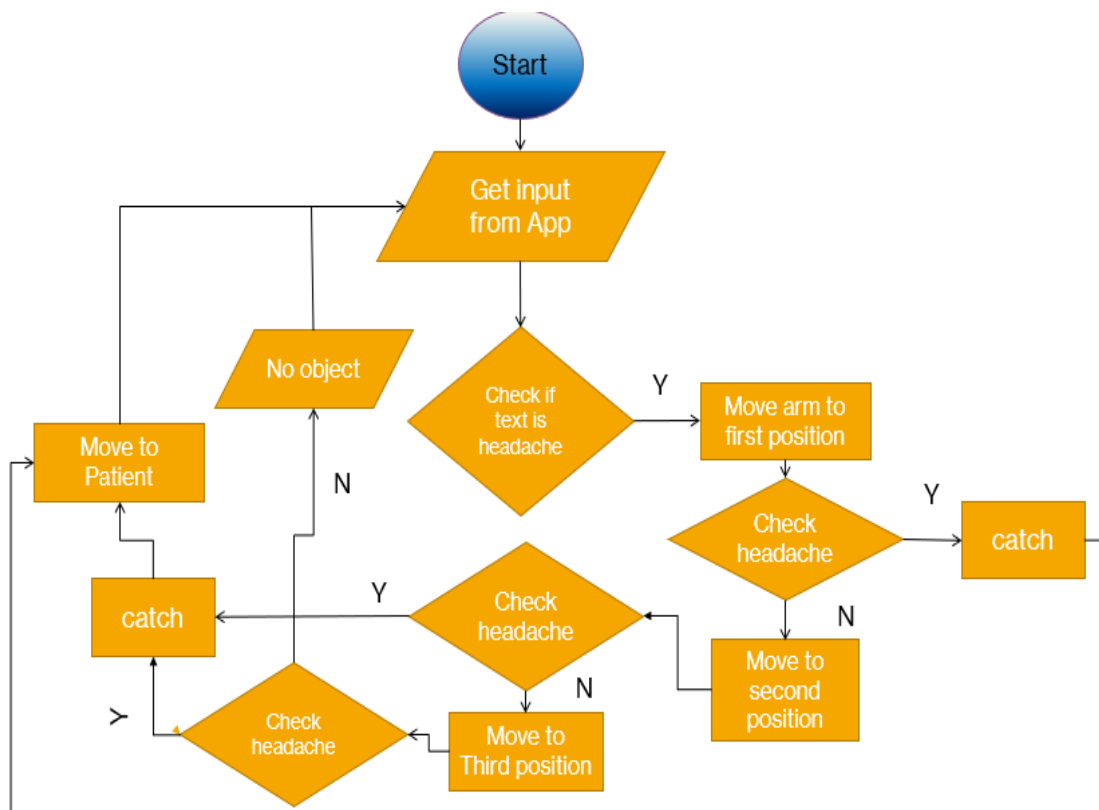 Start
Get input
from App
No object
Check if
text is
headache
Y
Move arm to
first position
Move to
Patient
N
Check
headache
Y
catch
catch
Y
Check
headache
N
Move to
second
position
Y
Check
headache
N
Move to
Third position